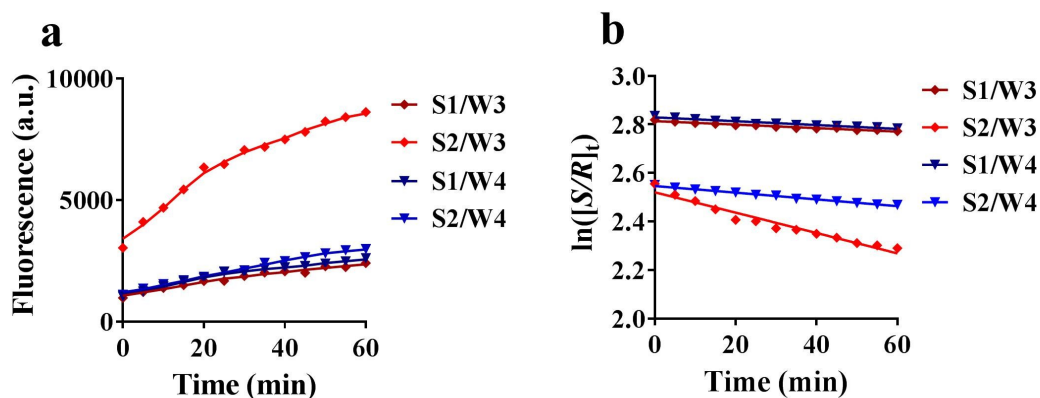 a
Fluorescence (a.u.)
10000
5000
0
0 20 40 60
Time (min)
S1/W3
S2/W3
S1/W4
S2/W4
b
ln([S/R]t)
3.0
2.8
2.6
2.4
2.2
2.0
0 20 40 60
Time (min)
S1/W3
S2/W3
S1/W4
S2/W4